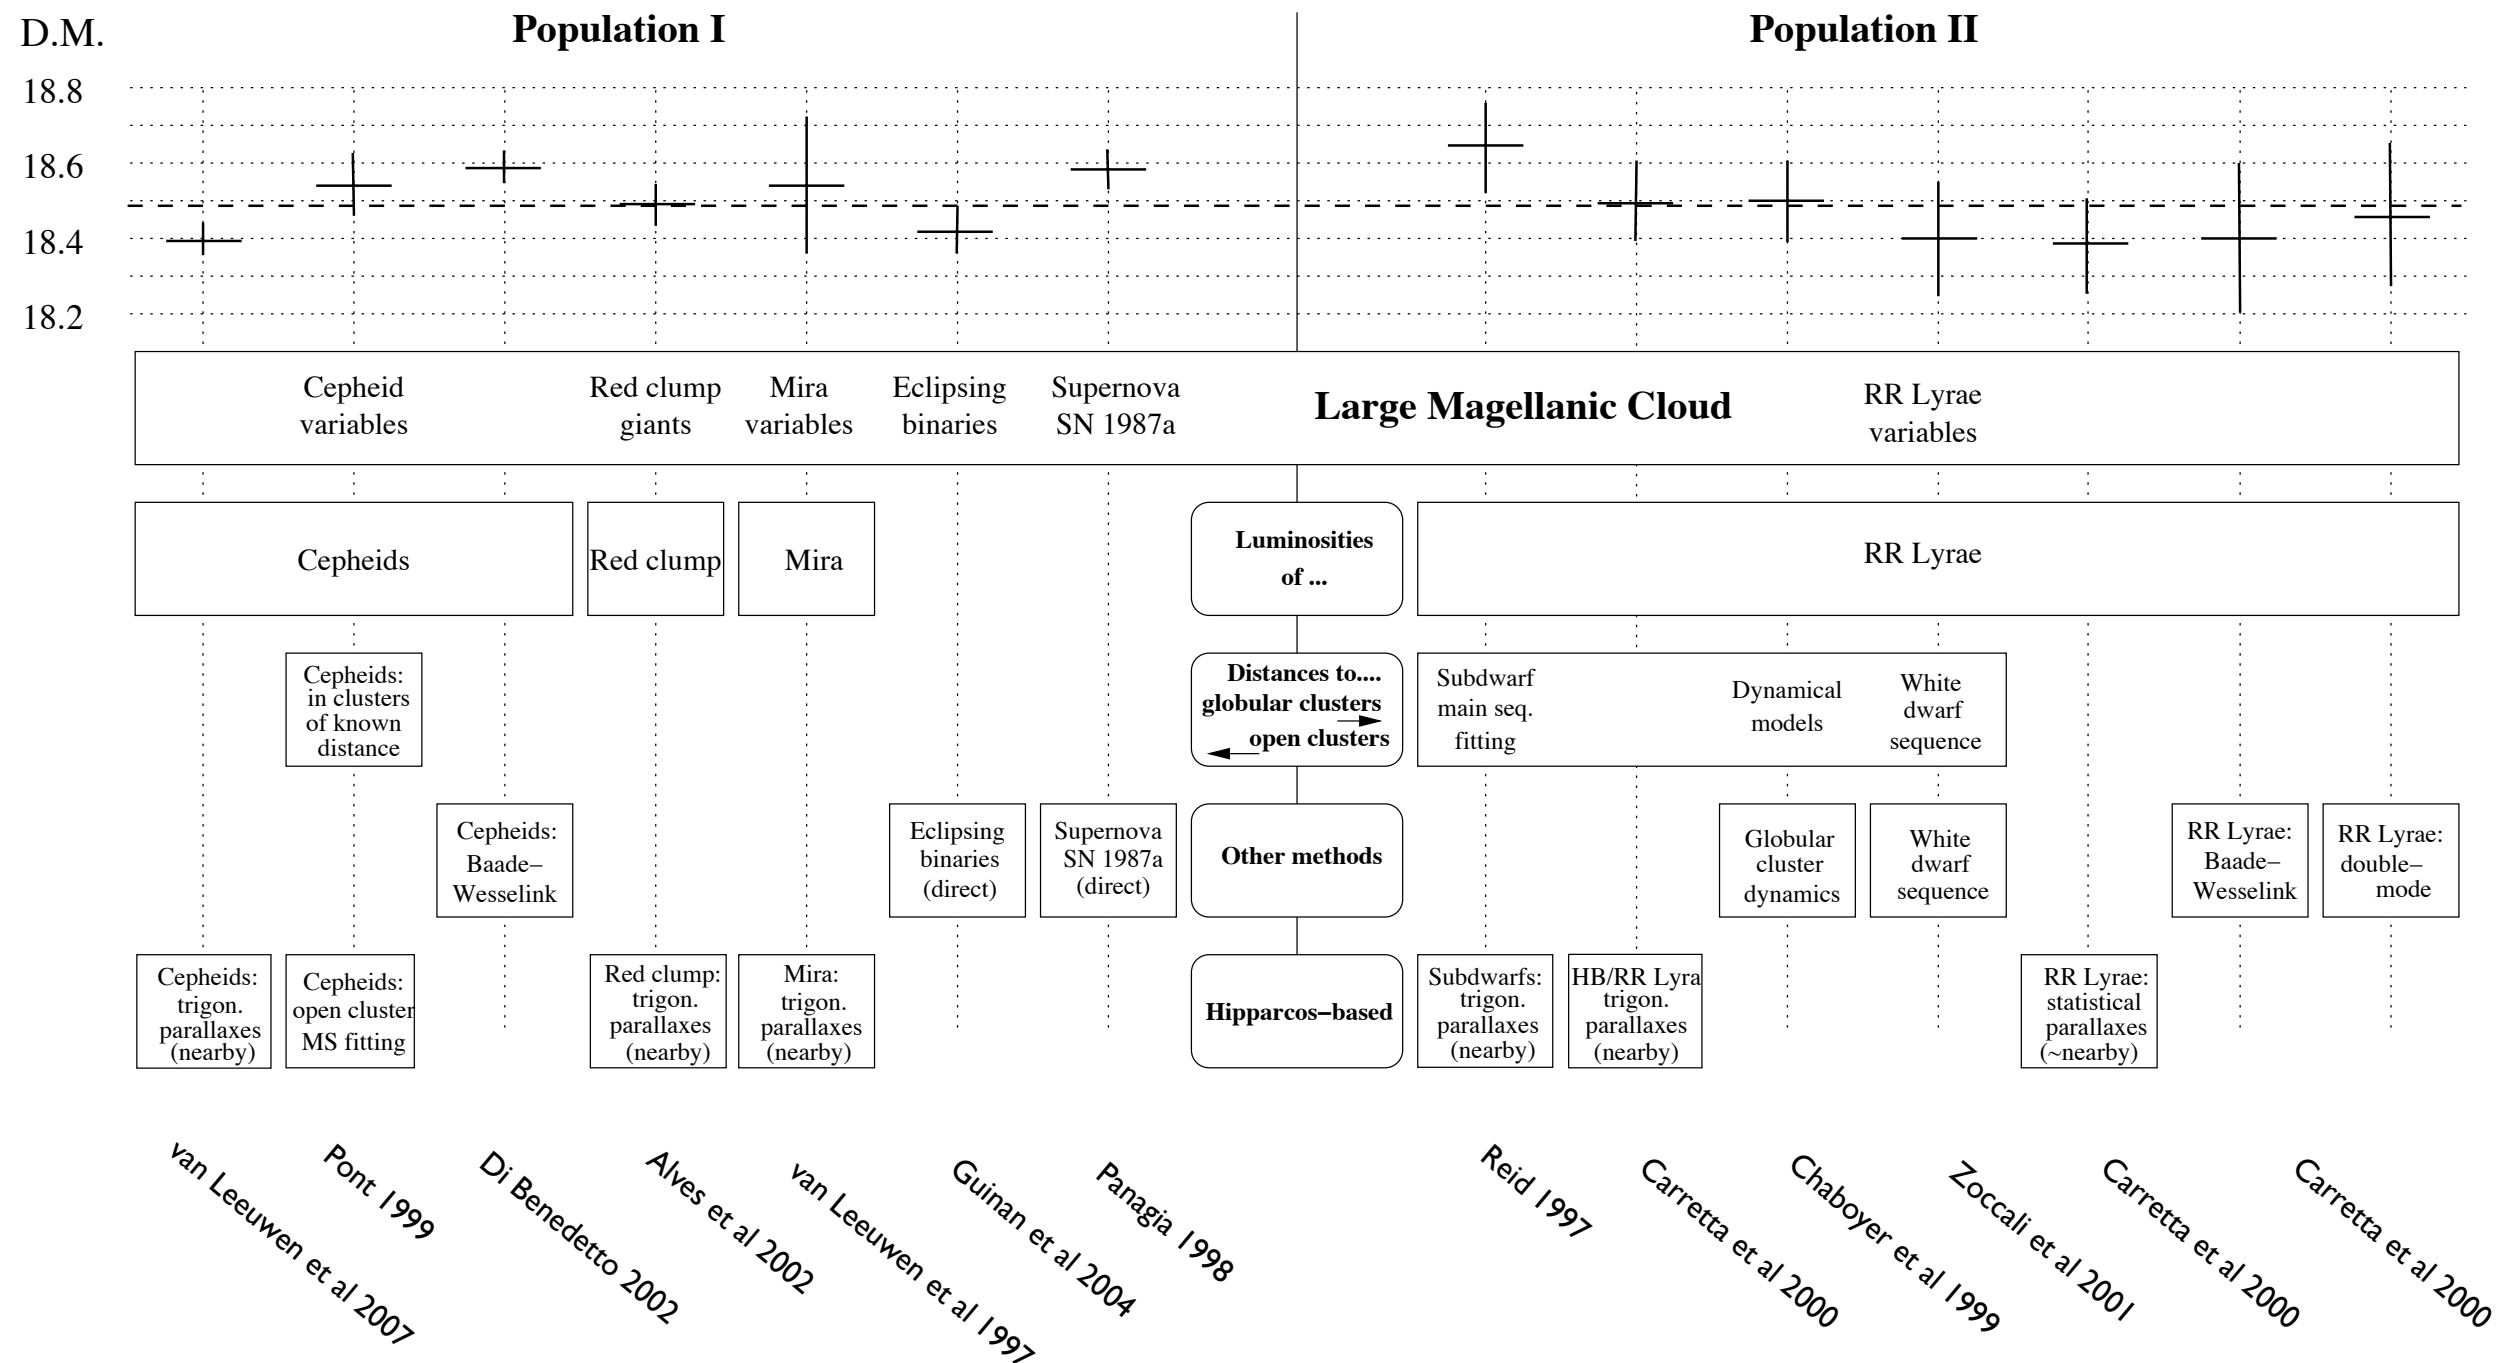 D.M.
Population I
Population II
18.8
18.6
18.4
18.2
Cepheid
variables
Red clump
giants
Mira
variables
Eclipsing
binaries
Supernova
SN 1987a
Large Magellanic Cloud
RR Lyrae
variables
Cepheids
Red clump
Mira
Luminosities
of ...
RR Lyrae
Cepheids:
in clusters
of known
distance
Distances to....
globular clusters
open clusters
Subdwarf
main seq.
fitting
Dynamical
models
White
dwarf
sequence
Cepheids:
Baade–
Wesselink
Eclipsing
binaries
(direct)
Supernova
SN 1987a
(direct)
Other methods
Globular
cluster
dynamics
White
dwarf
sequence
RR Lyrae:
Baade–
Wesselink
RR Lyrae:
double–
mode
Cepheids:
trigon.
parallaxes
(nearby)
Cepheids:
open cluster
MS fitting
Red clump:
trigon.
parallaxes
(nearby)
Mira:
trigon.
parallaxes
(nearby)
Hipparcos–based
Subdwarfs:
trigon.
parallaxes
(nearby)
HB/RR Lyra
trigon.
parallaxes
(nearby)
RR Lyrae:
statistical
parallaxes
(~nearby)
van Leeuwen et al 2007
Pont 1999
Di Benedetto 2002
Alves et al 2002
van Leeuwen et al 1997
Guinan et al 2004
Panagia 1998
Reid 1997
Carretta et al 2000
Chaboyer et al 1999
Zoccali et al 2001
Carretta et al 2000
Carretta et al 2000